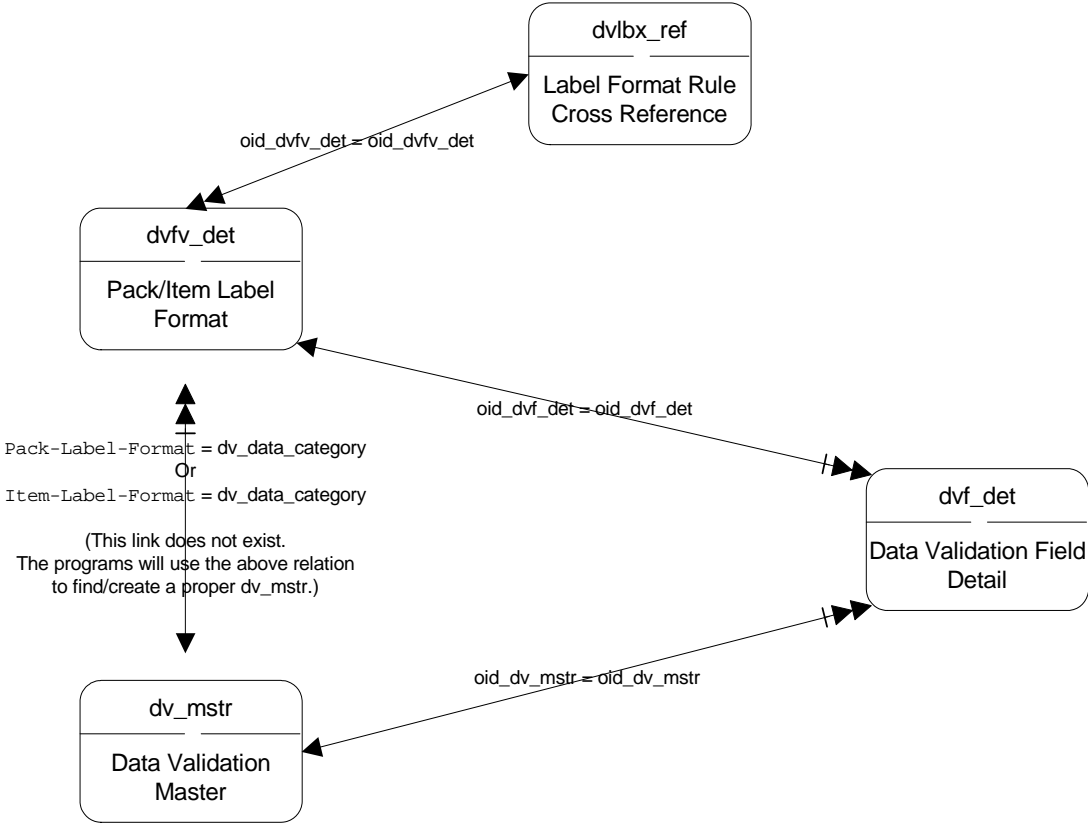 dvlbx_ref
Label Format Rule
Cross Reference
oid_dvfv_det = oid_dvfv_det
dvfv_det
Pack/Item Label
Format
oid_dvf_det = oid_dvf_det
Pack-Label-Format = dv_data_category
Or
Item-Label-Format = dv_data_category
(This link does not exist.
The programs will use the above relation
to find/create a proper dv_mstr.)
dvf_det
Data Validation Field
Detail
oid_dv_mstr = oid_dv_mstr
dv_mstr
Data Validation
Master